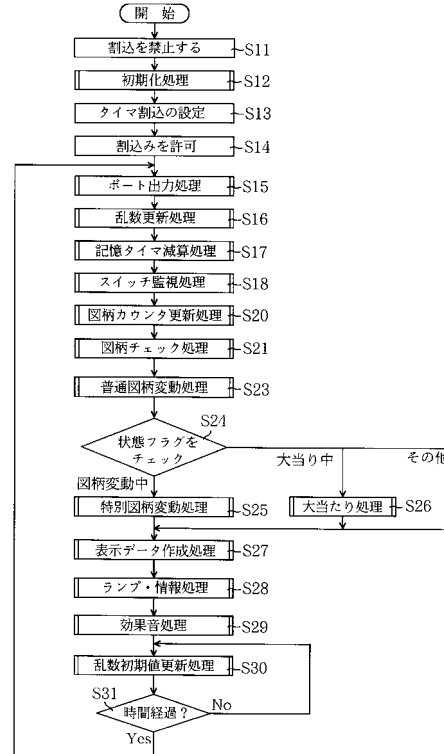 開始
割込を禁止する S11
初期化処理 S12
タイマ割込の設定 S13
割込みを許可 S14
ポート出力処理 S15
乱数更新処理 S16
記憶タイマ減算処理 S17
スイッチ監視処理 S18
図柄カウンタ更新処理 S20
図柄チェック処理 S21
普通図柄変動処理 S23
S24
状態フラグを
チェック
大当り中
その他
図柄変動中
特別図柄変動処理 S25
大当たり処理 S26
表示データ作成処理 S27
ランプ・情報処理 S28
効果音処理 S29
乱数初期値更新処理 S30
S31
時間経過？
No
Yes